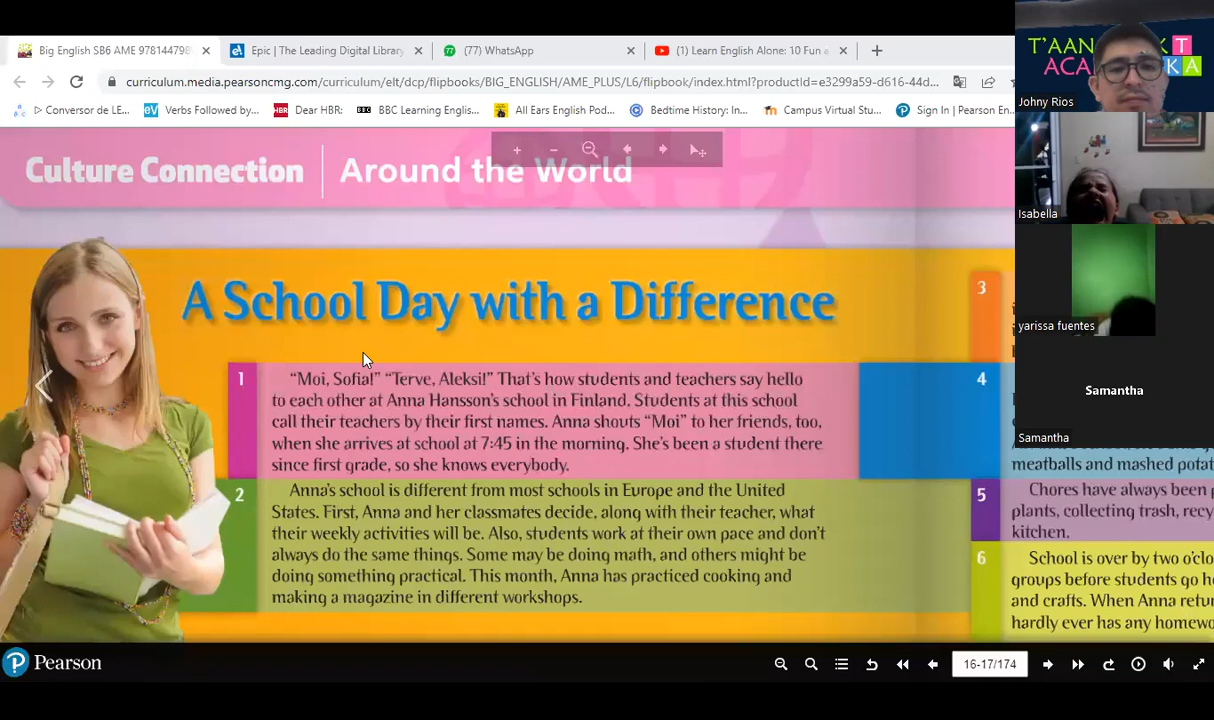 Big English SB6 AME 978144798
Epic | The Leading Digital Library
(77) WhatsApp
(1) Learn English Alone: 10 Fun a
curriculum.media.pearsoncmg.com/curriculum/elt/dcp/flipbooks/BIG_ENGLISH/AME_PLUS/L6/flipbook/index.html?productId=e3299a59-d616-44d...
Conversor de LE...
Verbs Followed by...
Dear HBR:
BBC Learning Englis...
All Ears English Pod...
Bedtime History: In...
Campus Virtual Stu...
Sign In | Pearson En...
Culture Connection
Around the World
A School Day with a Difference
1
"Moi, Sofia!" "Terve, Aleksi!" That's how students and teachers say hello
to each other at Anna Hansson's school in Finland. Students at this school
call their teachers by their first names. Anna shouts "Moi" to her friends, too,
when she arrives at school at 7:45 in the morning. She's been a student there
since first grade, so she knows everybody.
2
Anna's school is different from most schools in Europe and the United
States. First, Anna and her classmates decide, along with their teacher, what
their weekly activities will be. Also, students work at their own pace and don't
always do the same things. Some may be doing math, and others might be
doing something practical. This month, Anna has practiced cooking and
making a magazine in different workshops.
3
4
meatballs and mashed potat
5
Chores have always been
plants, collecting trash, recy
kitchen.
6
School is over by two o'clo
groups before students go h
and crafts. When Anna retu
hardly ever has any homewo
Pearson
16-17/174
T'AAN
K T
ACA
KA
Johny Rios
Isabella
yarissa fuentes
Samantha
Samantha